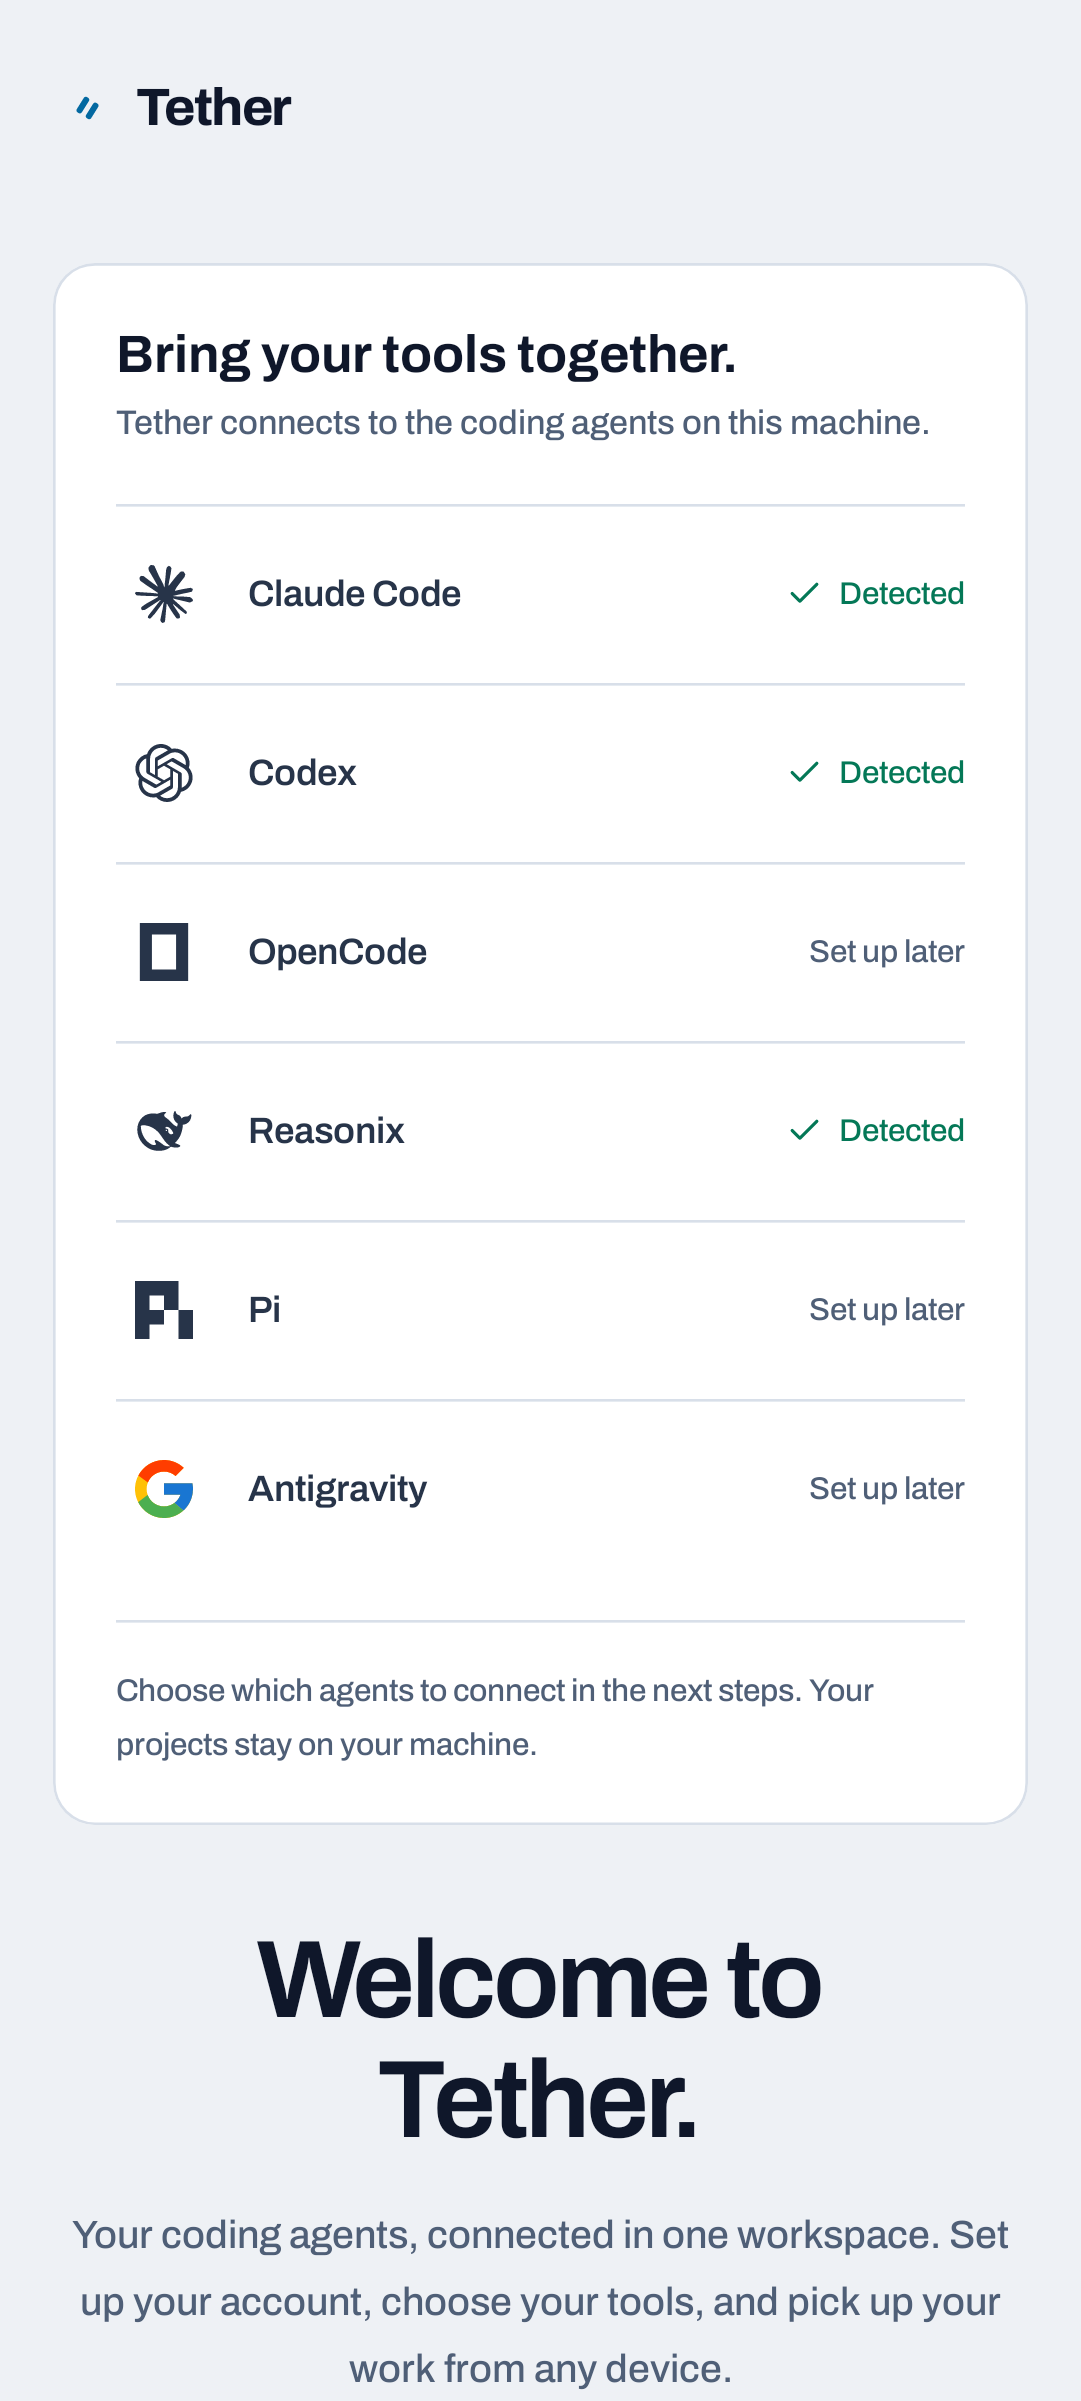 Tether
Bring your tools together.
Tether connects to the coding agents on this machine.
Claude Code
Detected
Codex
Detected
OpenCode
Set up later
Reasonix
Detected
Pi
Set up later
Antigravity
Set up later
Choose which agents to connect in the next steps. Your
projects stay on your machine.
Welcome to
Tether.
Your coding agents, connected in one workspace. Set
up your account, choose your tools, and pick up your
work from any device.